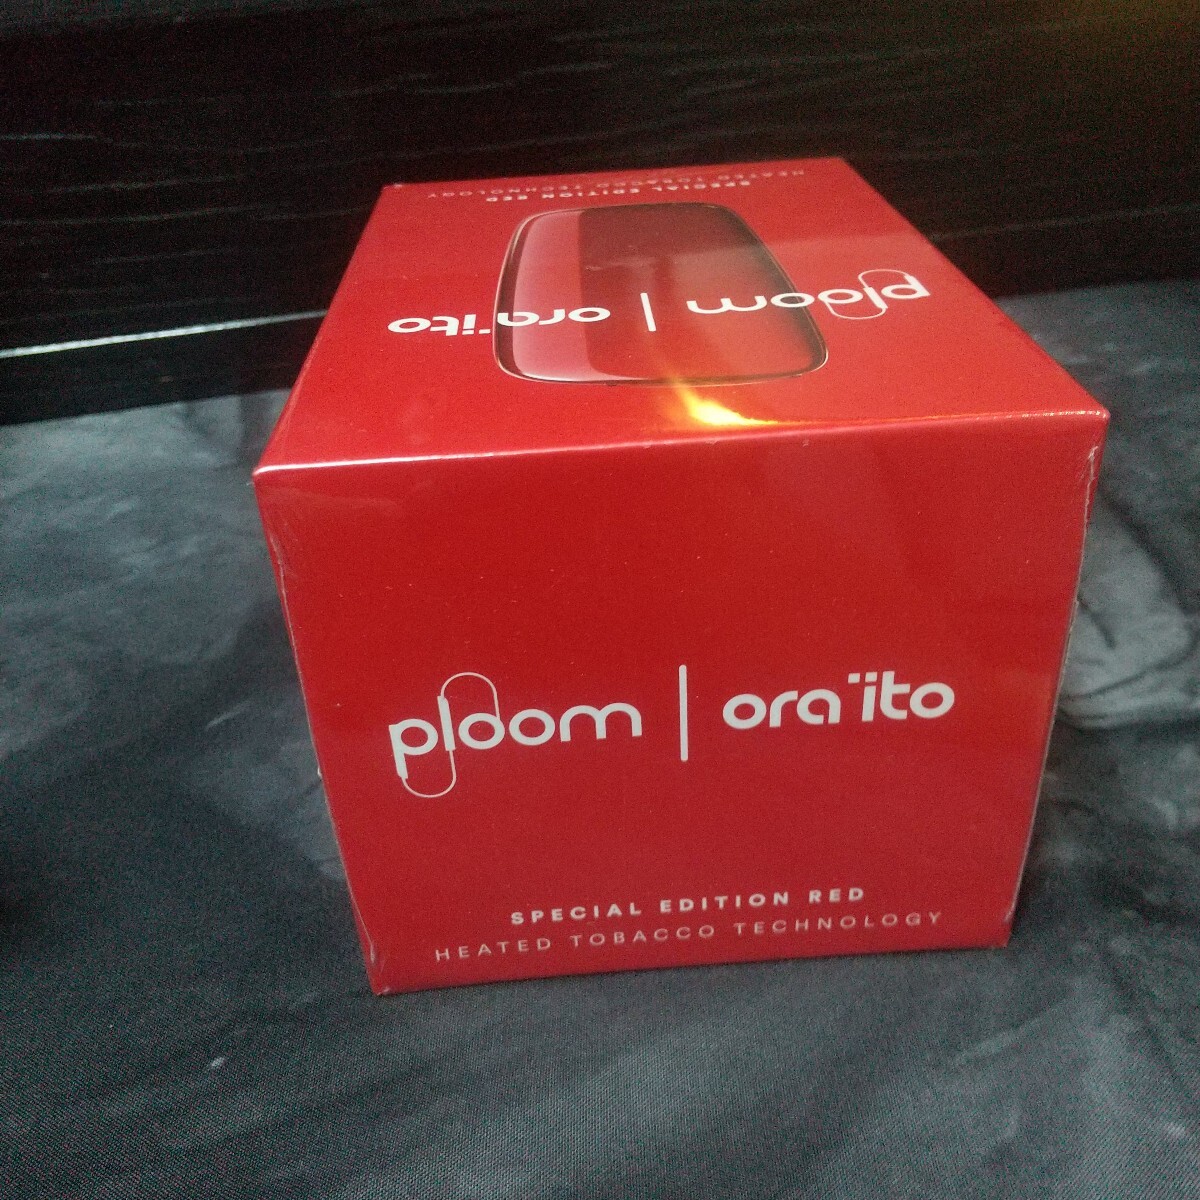 SPECIAL EDITION RED
HEATED TOBACCO TECHNOLOGY
ploom | ora ïto
ploom | ora ïto
SPECIAL EDITION RED
HEATED TOBACCO TECHNOLOGY